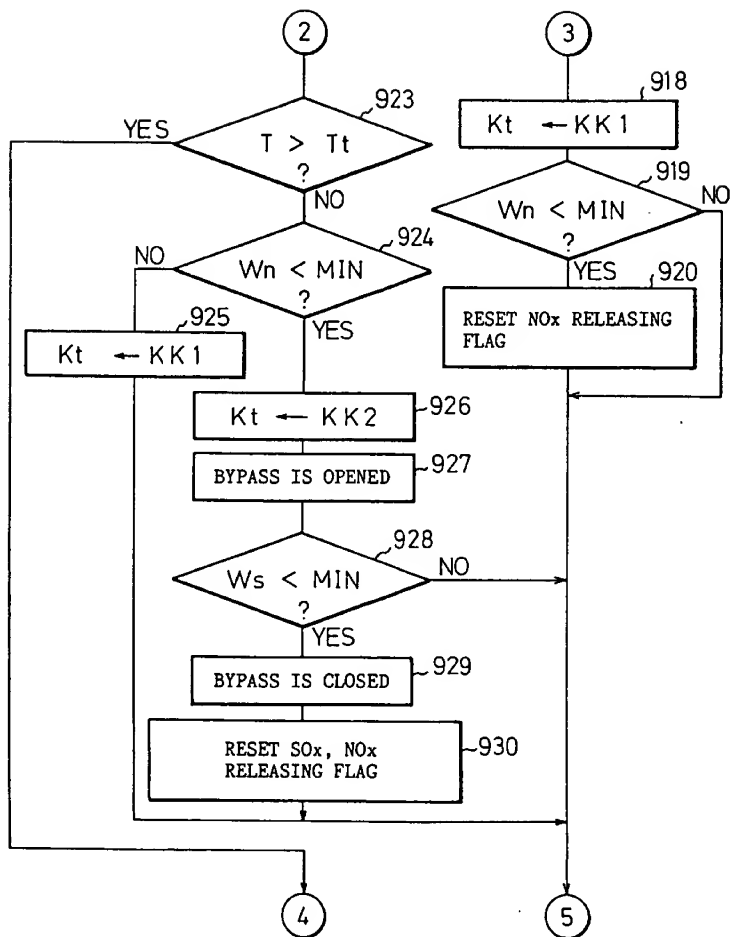 2
3
923
YES
T > Tt
?
NO
918
Kt ← KK1
919
NO
Wn < MIN
?
YES
920
RESET NOx RELEASING
FLAG
924
NO
Wn < MIN
?
YES
925
Kt ← KK1
926
Kt ← KK2
927
BYPASS IS OPENED
928
NO
Ws < MIN
?
YES
929
BYPASS IS CLOSED
930
RESET SOx, NOx
RELEASING FLAG
4
5